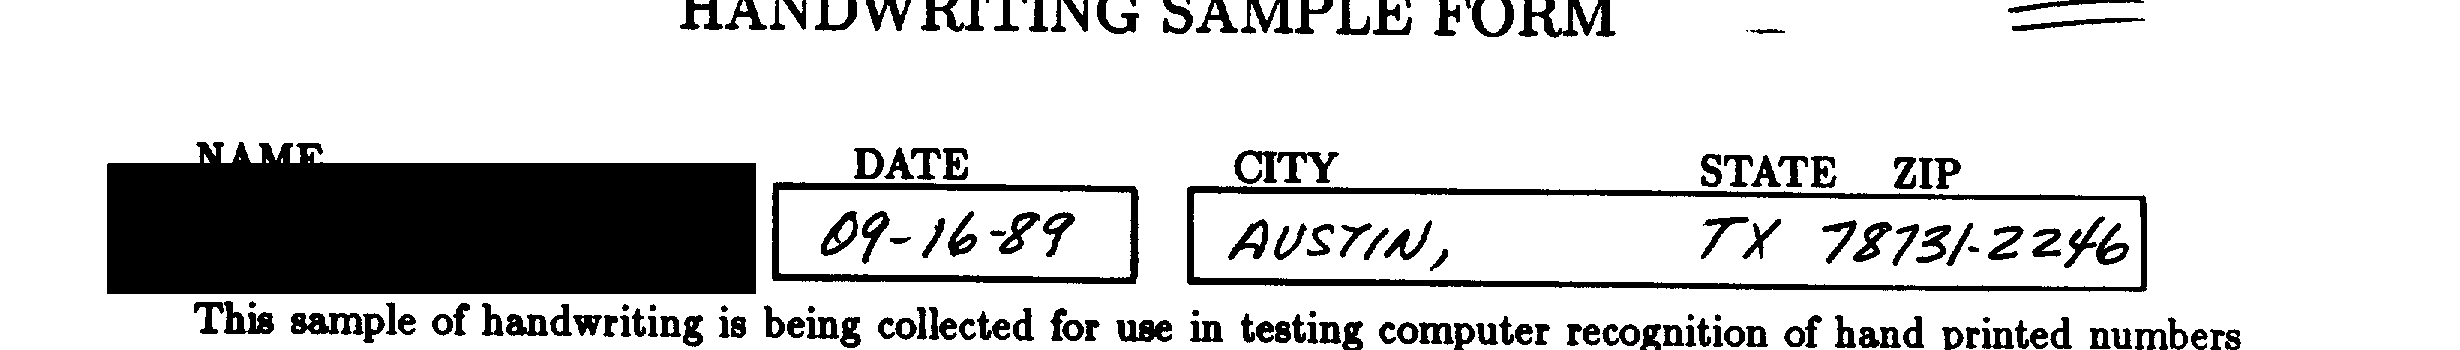 HANDWRITING SAMPLE FORM
NAME DATE CITY STATE ZIP
09-16-89 AUSTIN, TX 78731-2246
This sample of handwriting is being collected for use in testing computer recognition of hand printed numbers